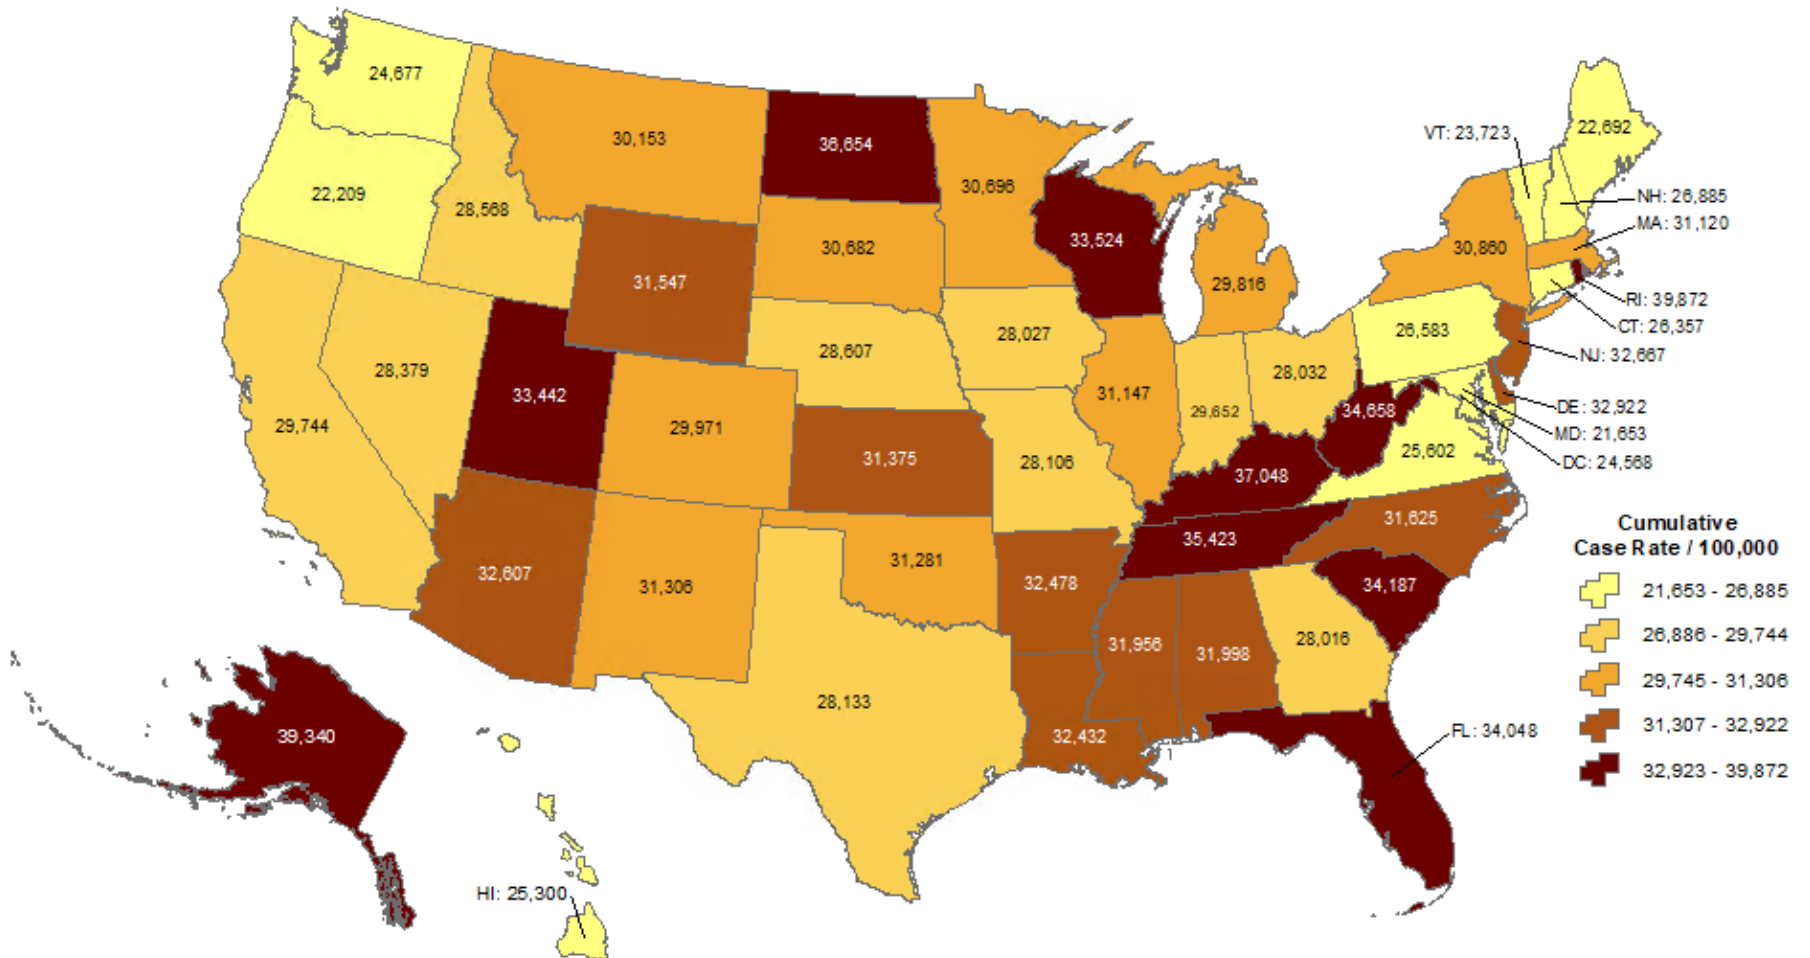 24,677
30,153
36,654
30,696
VT: 23,723
22,692
22,209
28,568
NH: 26,885
MA: 31,120
33,524
30,682
30,860
31,547
29,816
RI: 39,872
CT: 26,357
26,583
28,027
NJ: 32,667
28,607
28,379
28,032
33,442
31,147
29,652
34,658
DE: 32,922
29,744
29,971
MD: 21,653
25,602
31,375
28,106
DC: 24,568
37,048
31,625
35,423
Cumulative
Case Rate / 100,000
31,281
32,607
32,478
31,306
34,187
21,653 - 26,885
26,886 - 29,744
31,956
31,998
28,016
29,745 - 31,306
28,133
31,307 - 32,922
39,340
32,432
FL: 34,048
32,923 - 39,872
HI: 25,300